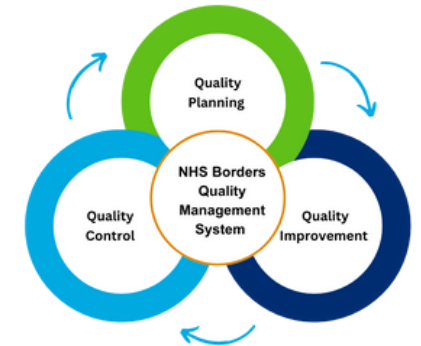 Quality
Planning
NHS Borders
Quality
Management
System
Quality
Control
Quality
Improvement